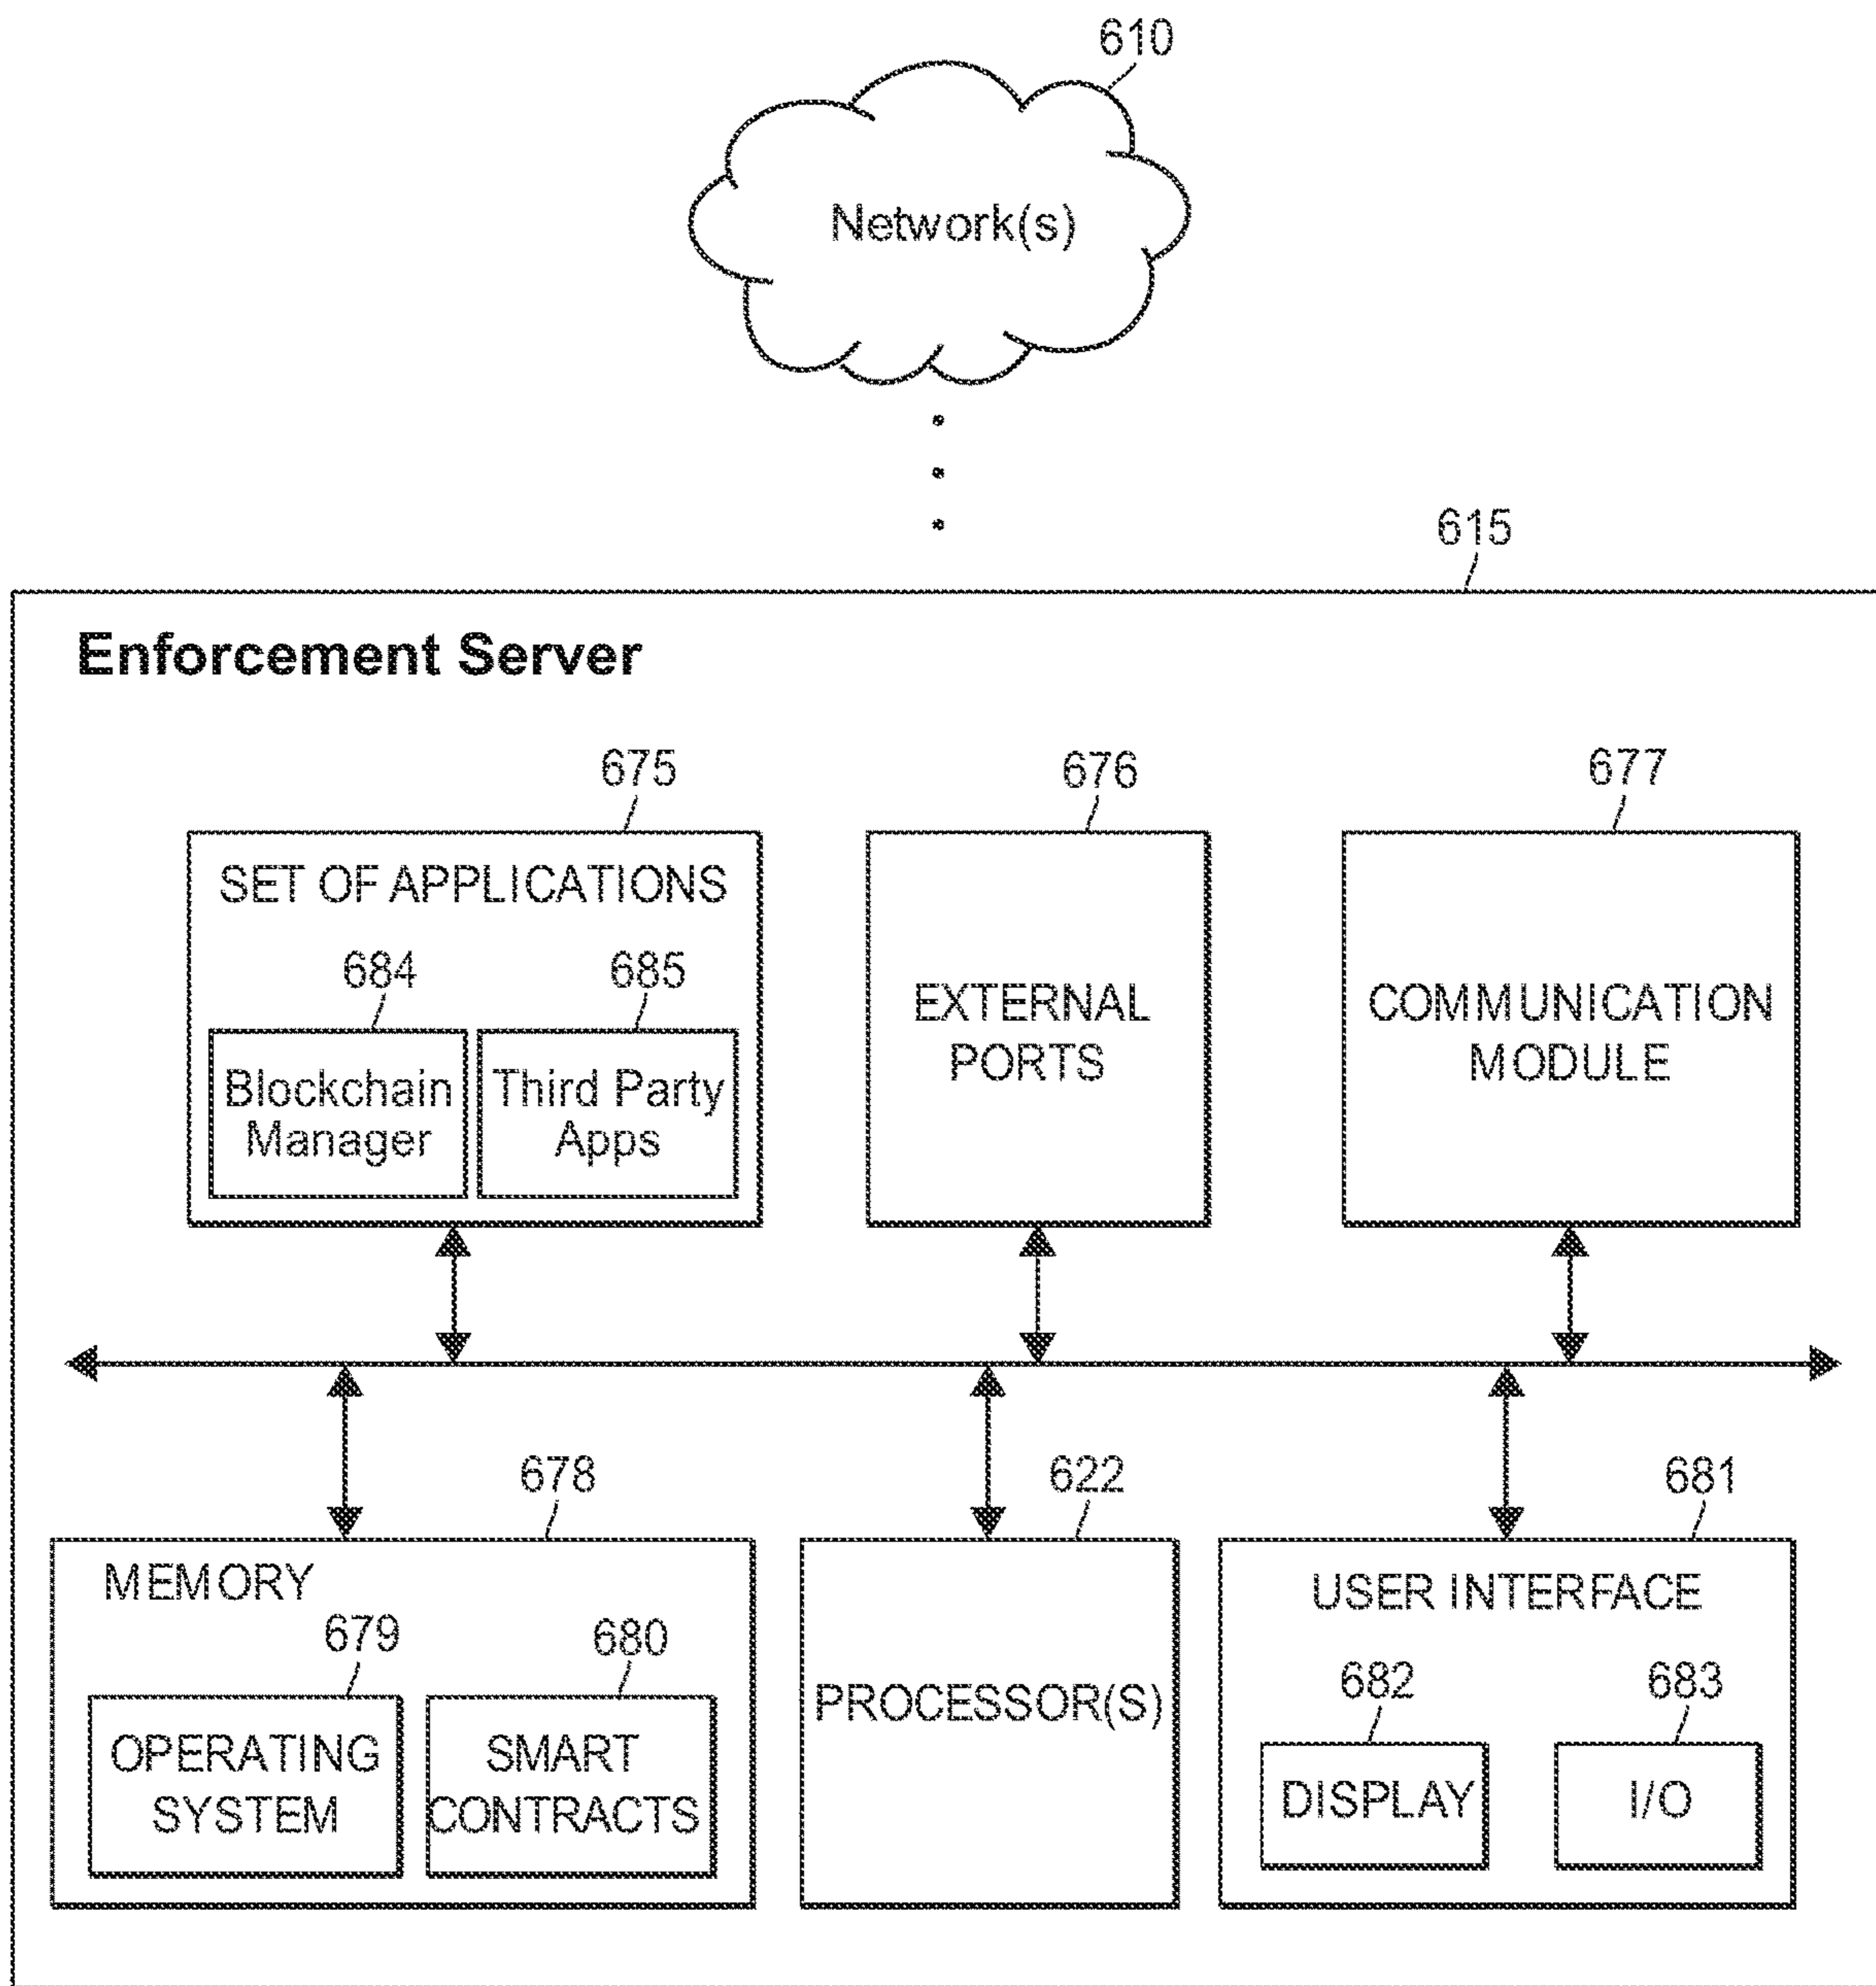 610
Network(s)
615
Enforcement Server
675
676
677
SET OF APPLICATIONS
684
685
Blockchain
Manager
Third Party
Apps
EXTERNAL
PORTS
COMMUNICATION
MODULE
678
622
681
MEMORY
679
680
OPERATING
SYSTEM
SMART
CONTRACTS
PROCESSOR(S)
USER INTERFACE
682
683
DISPLAY
I/O